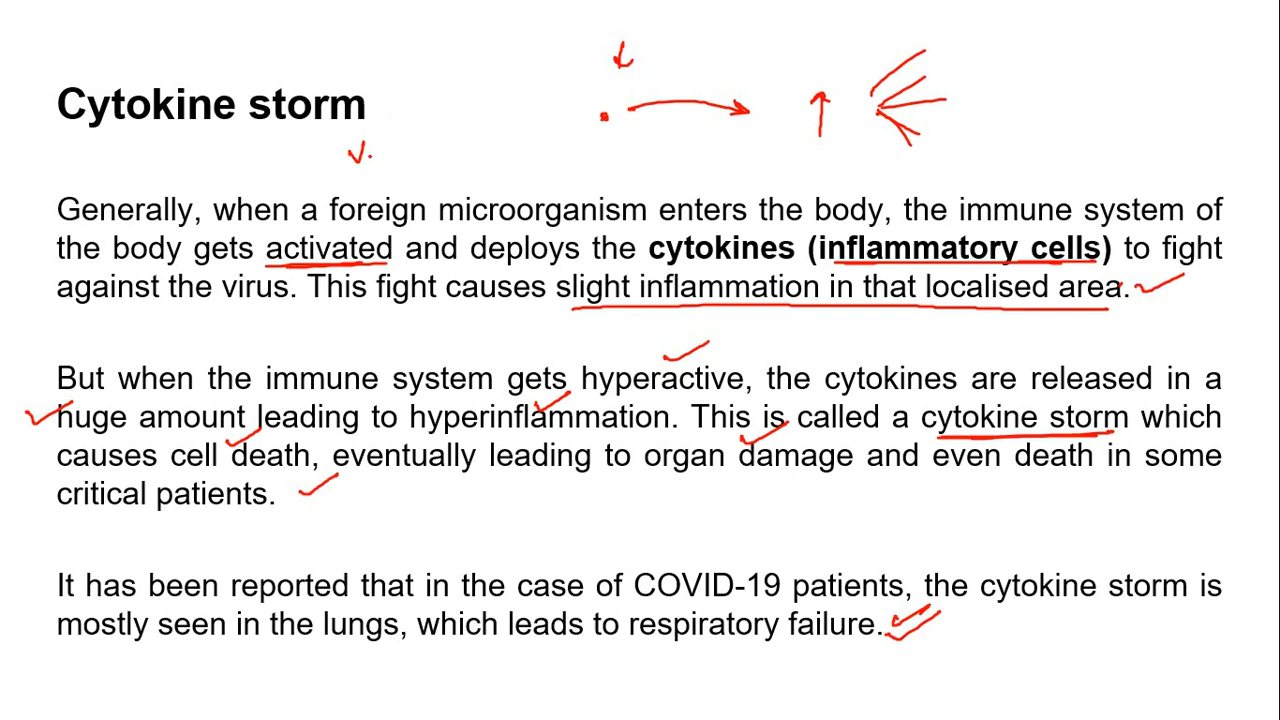 Cytokine storm
Generally, when a foreign microorganism enters the body, the immune system of
the body gets activated and deploys the cytokines (inflammatory cells) to fight
against the virus. This fight causes slight inflammation in that localised area.
But when the immune system gets hyperactive, the cytokines are released in a
huge amount leading to hyperinflammation. This is called a cytokine storm which
causes cell death, eventually leading to organ damage and even death in some
critical patients.
It has been reported that in the case of COVID-19 patients, the cytokine storm is
mostly seen in the lungs, which leads to respiratory failure.